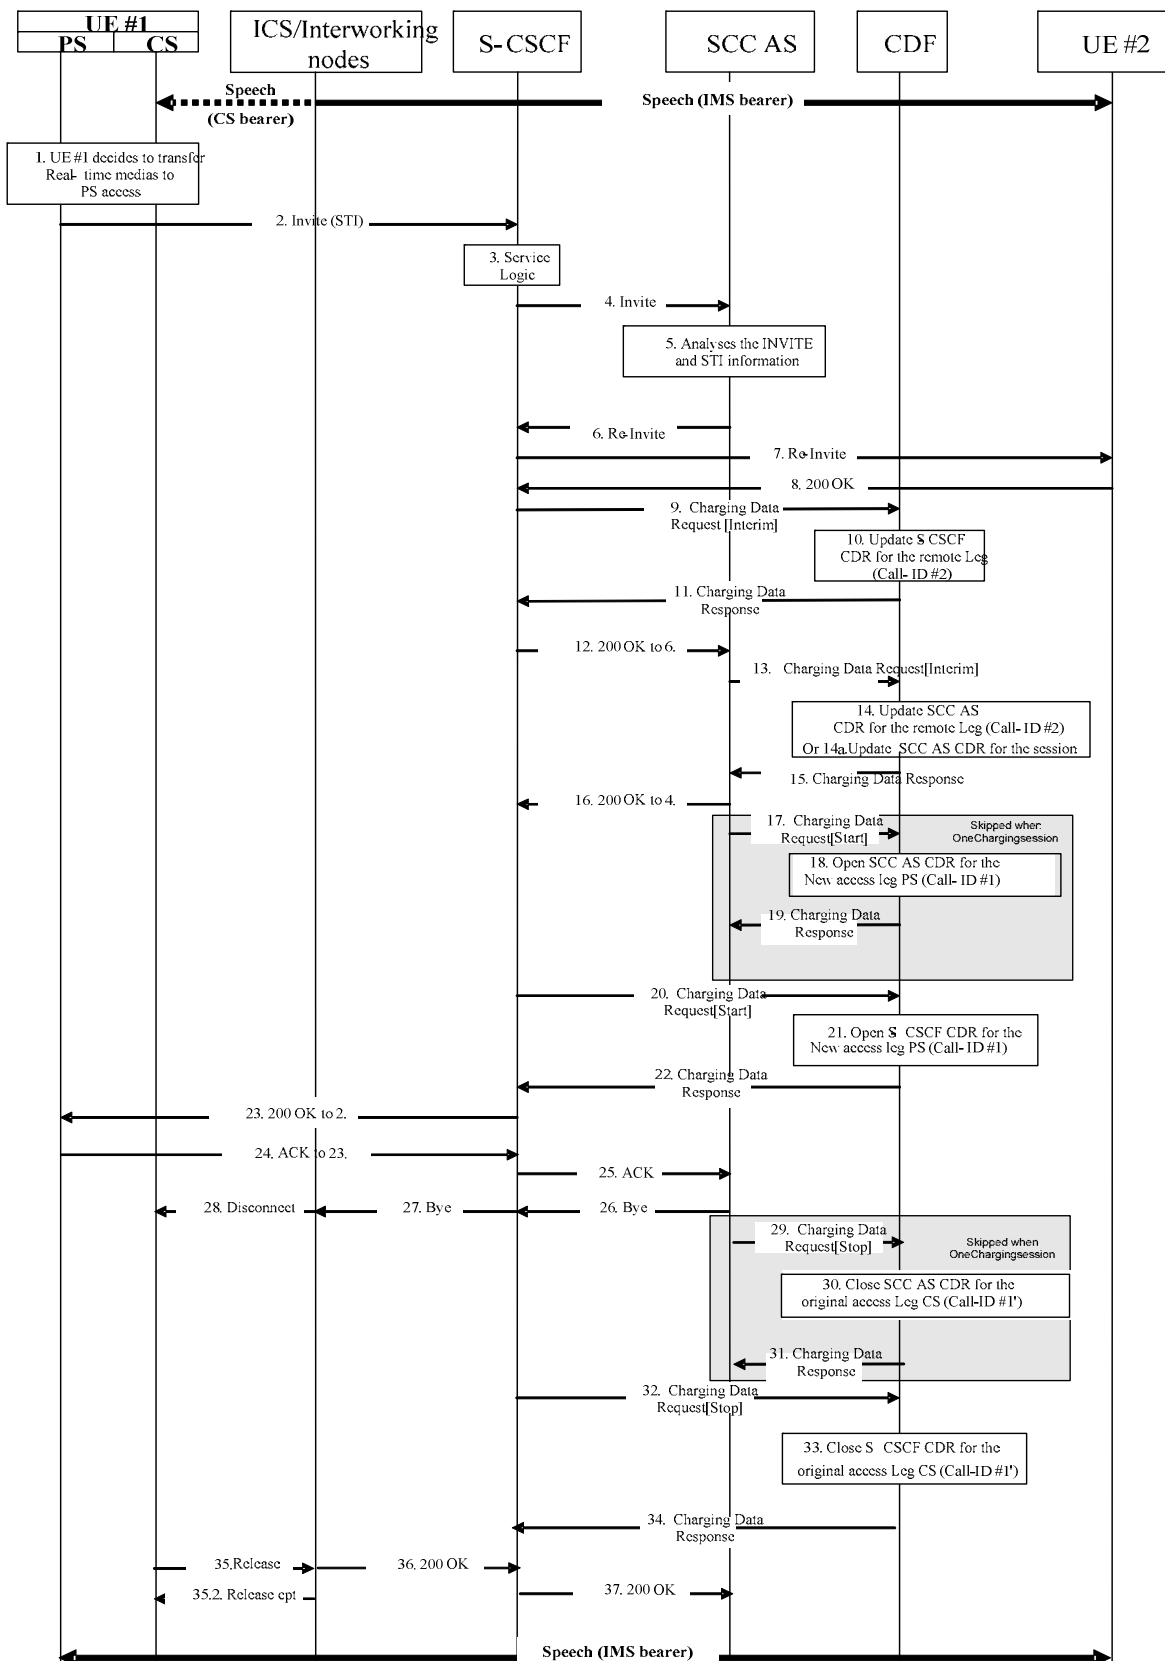 UE #1
PS
CS
ICS/Interworking
nodes
S-CSCF
SCC AS
CDF
UE #2
Speech
(CS bearer)
Speech (IMS bearer)
1. UE #1 decides to transfer
Real- time medias to
PS access
2. Invite (STI)
3. Service
Logic
4. Invite
5. Analyses the INVITE
and STI information
6. Re-Invite
7. Re-Invite
8. 200 OK
9. Charging Data
Request [Interim]
10. Update S CSCF
CDR for the remote Leg
(Call- ID #2)
11. Charging Data
Response
12. 200 OK to 6.
13. Charging Data Request[Interim]
14. Update SCC AS
CDR for the remote Leg (Call- ID #2)
Or 14a.Update SCC AS CDR for the session
15. Charging Data Response
16. 200 OK to 4.
17. Charging Data
Request[Start]
Skipped when
OneChargingsession
18. Open SCC AS CDR for the
New access leg PS (Call- ID #1)
19. Charging Data
Response
20. Charging Data
Request[Start]
21. Open S CSCF CDR for the
New access leg PS (Call- ID #1)
22. Charging Data
Response
23. 200 OK to 2.
24. ACK to 23.
25. ACK
26. Bye
27. Bye
28. Disconnect
29. Charging Data
Request[Stop]
Skipped when
OneChargingsession
30. Close SCC AS CDR for the
original access Leg CS (Call-ID #1')
31. Charging Data
Response
32. Charging Data
Request[Stop]
33. Close S CSCF CDR for the
original access Leg CS (Call-ID #1')
34. Charging Data
Response
35.Release
36. 200 OK
35.2. Release cpt
37. 200 OK
Speech (IMS bearer)